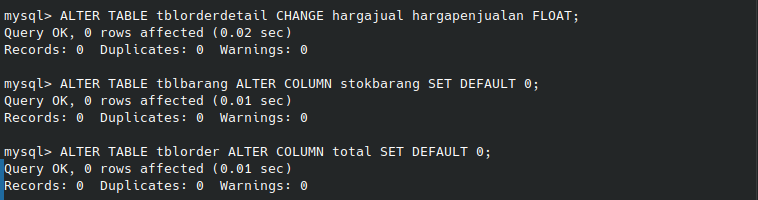 mysql> ALTER TABLE tblorderdetail CHANGE hargajual hargapenjualan FLOAT;
Query OK, 0 rows affected (0.02 sec)
Records: 0  Duplicates: 0  Warnings: 0

mysql> ALTER TABLE tblbarang ALTER COLUMN stokbarang SET DEFAULT 0;
Query OK, 0 rows affected (0.01 sec)
Records: 0  Duplicates: 0  Warnings: 0

mysql> ALTER TABLE tblorder ALTER COLUMN total SET DEFAULT 0;
Query OK, 0 rows affected (0.01 sec)
Records: 0  Duplicates: 0  Warnings: 0